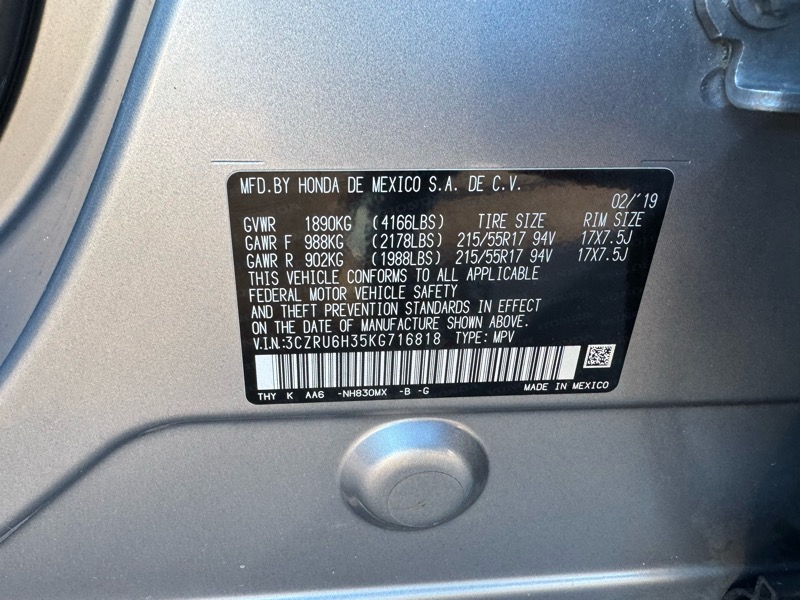 MFD.BY HONDA DE MEXICO S.A. DE C.V.
02/'19
GVWR 1890KG (4166LBS) TIRE SIZE RIM SIZE
GAWR F 988KG (2178LBS) 215/55R17 94V 17X7.5J
GAWR R 902KG (1988LBS) 215/55R17 94V 17X7.5J
THIS VEHICLE CONFORMS TO ALL APPLICABLE
FEDERAL MOTOR VEHICLE SAFETY
AND THEFT PREVENTION STANDARDS IN EFFECT
ON THE DATE OF MANUFACTURE SHOWN ABOVE.
V.I.N:3CZRU6H35KG716818 TYPE: MPV
THY K AA6 -NH830MX -B -G MADE IN MEXICO